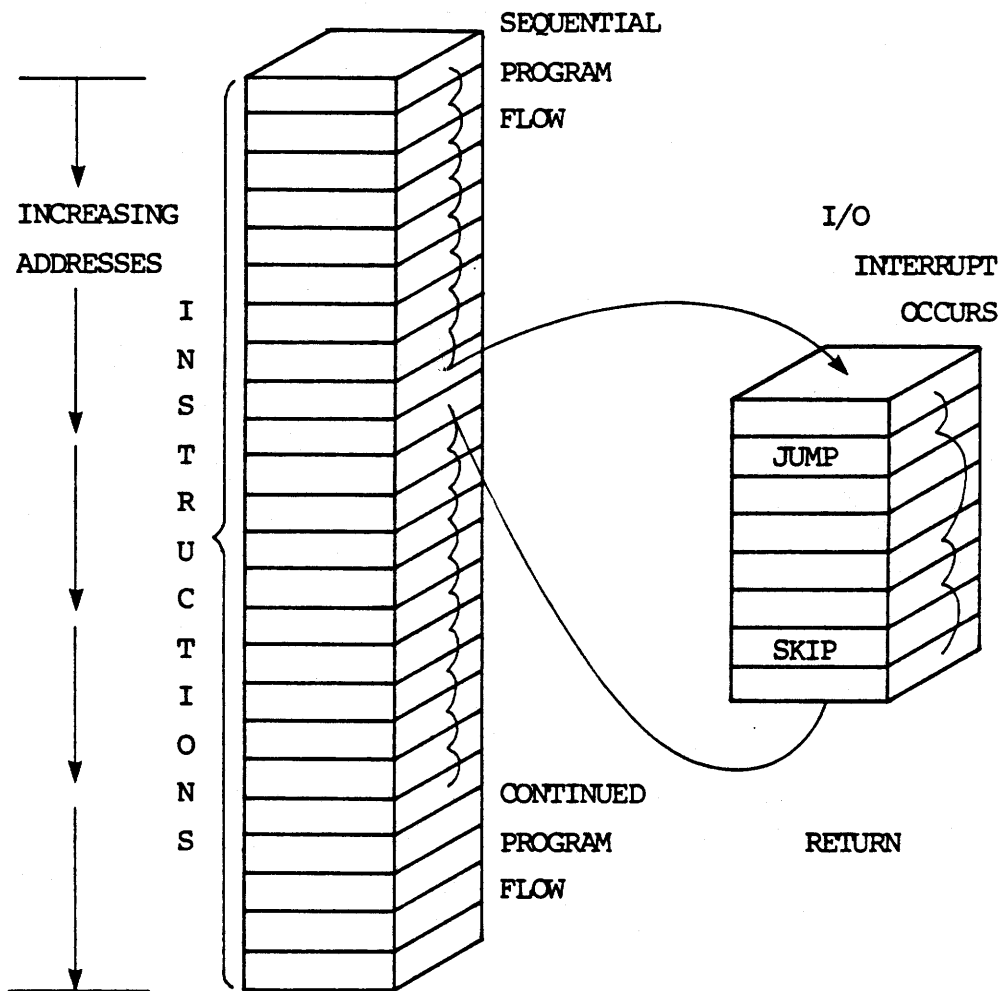 SEQUENTIAL
PROGRAM
FLOW
INCREASING
ADDRESSES
I
N
S
T
R
U
C
T
I
O
N
S
I/O
INTERRUPT
OCCURS
JUMP
SKIP
CONTINUED
PROGRAM
FLOW
RETURN